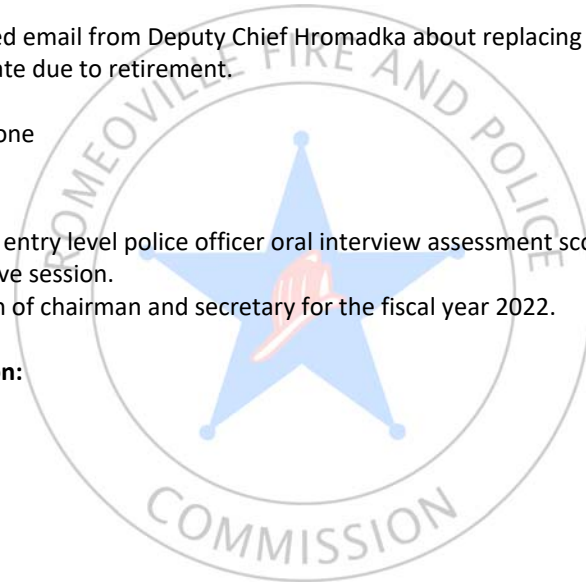 ed email from Deputy Chief Hromadka about replacing
ate due to retirement.
one
entry level police officer oral interview assessment sco
ve session.
n of chairman and secretary for the fiscal year 2022.
n:
ROMEOVILLE FIRE AND POLICE
COMMISSION